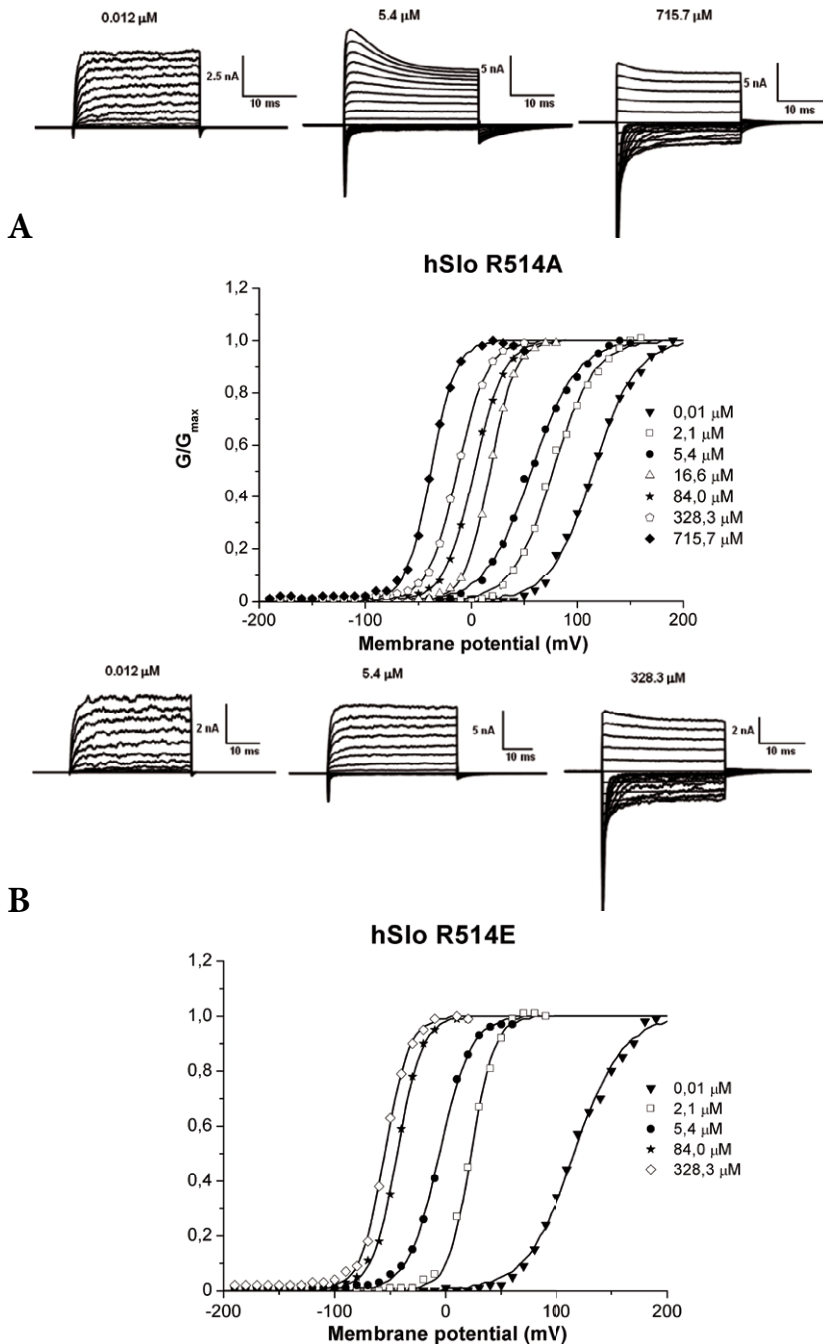 0.012 µM
5.4 µM
715.7 µM
2.5 nA
10 ms
5 nA
10 ms
5 nA
10 ms
A
hSlo R514A
1,2
1,0
0,8
0,6
0,4
0,2
0
G/Gmax
-200
-100
0
100
200
Membrane potential (mV)
0,01 µM
2,1 µM
5,4 µM
16,6 µM
84,0 µM
328,3 µM
715,7 µM
0.012 µM
5.4 µM
328.3 µM
2 nA
10 ms
5 nA
10 ms
2 nA
10 ms
B
hSlo R514E
1,2
1,0
0,8
0,6
0,4
0,2
0
-200
-100
0
100
200
Membrane potential (mV)
0,01 µM
2,1 µM
5,4 µM
84,0 µM
328,3 µM